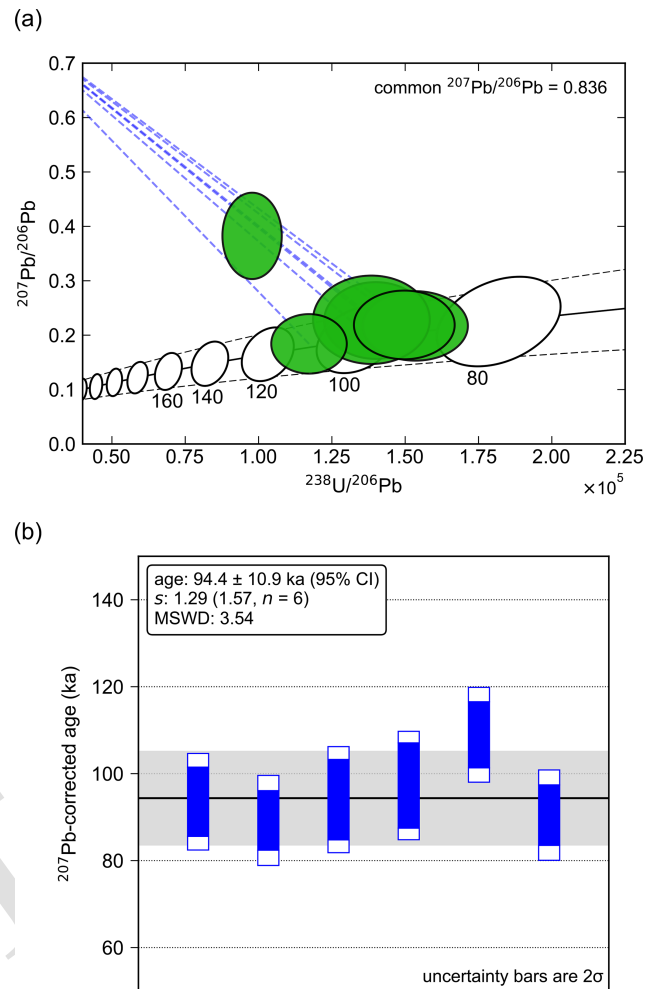 (a)
common ²⁰⁷Pb/²⁰⁶Pb = 0.836
0.7
0.6
0.5
0.4
0.3
0.2
0.1
0.0
²⁰⁷Pb/²⁰⁶Pb
160
140
120
100
80
0.50
0.75
1.00
1.25
1.50
1.75
2.00
2.25
0.40
²³⁸U/²⁰⁶Pb
×10⁵
(b)
age: 94.4 ± 10.9 ka (95% CI)
s: 1.29 (1.57, n = 6)
MSWD: 3.54
140
120
100
80
60
²⁰⁷Pb-corrected age (ka)
uncertainty bars are 2σ